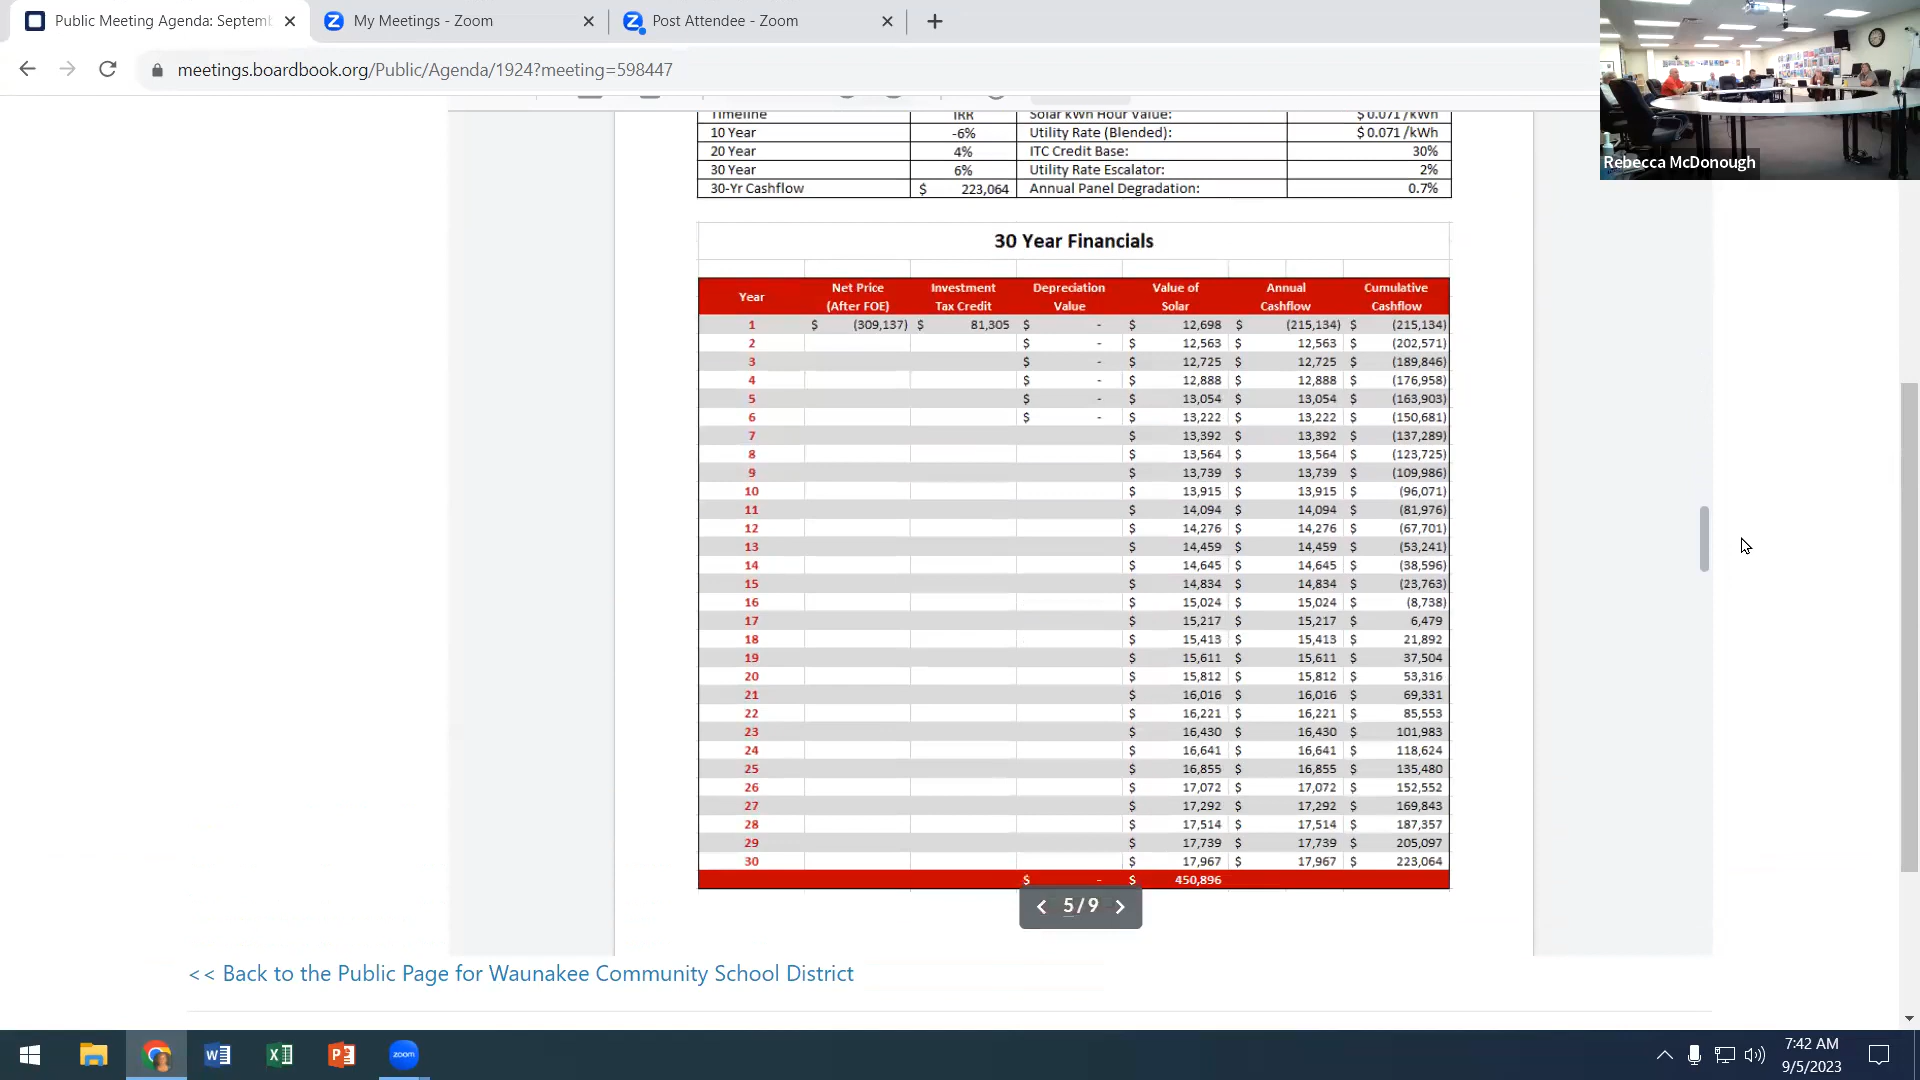 Public Meeting Agenda: Septemb
My Meetings - Zoom
Post Attendee - Zoom
meetings.boardbook.org/Public/Agenda/1924?meeting=598447
Rebecca McDonough
Timeline IRR Solar kWh Hour Value: $ 0.071 /kWh
10 Year -6% Utility Rate (Blended): $ 0.071 /kWh
20 Year 4% ITC Credit Base: 30%
30 Year 6% Utility Rate Escalator: 2%
30-Yr Cashflow $ 223,064 Annual Panel Degradation: 0.7%
30 Year Financials
Year Net Price (After FOE) Investment Tax Credit Depreciation Value Value of Solar Annual Cashflow Cumulative Cashflow
1 $ (309,137) $ 81,305 $ - $ 12,698 $ (215,134) $ (215,134)
2 $ - $ 12,563 $ 12,563 $ (202,571)
3 $ - $ 12,725 $ 12,725 $ (189,846)
4 $ - $ 12,888 $ 12,888 $ (176,958)
5 $ - $ 13,054 $ 13,054 $ (163,903)
6 $ - $ 13,222 $ 13,222 $ (150,681)
7 $ 13,392 $ 13,392 $ (137,289)
8 $ 13,564 $ 13,564 $ (123,725)
9 $ 13,739 $ 13,739 $ (109,986)
10 $ 13,915 $ 13,915 $ (96,071)
11 $ 14,094 $ 14,094 $ (81,976)
12 $ 14,276 $ 14,276 $ (67,701)
13 $ 14,459 $ 14,459 $ (53,241)
14 $ 14,645 $ 14,645 $ (38,596)
15 $ 14,834 $ 14,834 $ (23,763)
16 $ 15,024 $ 15,024 $ (8,738)
17 $ 15,217 $ 15,217 $ 6,479
18 $ 15,413 $ 15,413 $ 21,892
19 $ 15,611 $ 15,611 $ 37,504
20 $ 15,812 $ 15,812 $ 53,316
21 $ 16,016 $ 16,016 $ 69,331
22 $ 16,221 $ 16,221 $ 85,553
23 $ 16,430 $ 16,430 $ 101,983
24 $ 16,641 $ 16,641 $ 118,624
25 $ 16,855 $ 16,855 $ 135,480
26 $ 17,072 $ 17,072 $ 152,552
27 $ 17,292 $ 17,292 $ 169,843
28 $ 17,514 $ 17,514 $ 187,357
29 $ 17,739 $ 17,739 $ 205,097
30 $ 17,967 $ 17,967 $ 223,064
$ - $ 450,896
5 / 9
<< Back to the Public Page for Waunakee Community School District
zoom
7:42 AM
9/5/2023